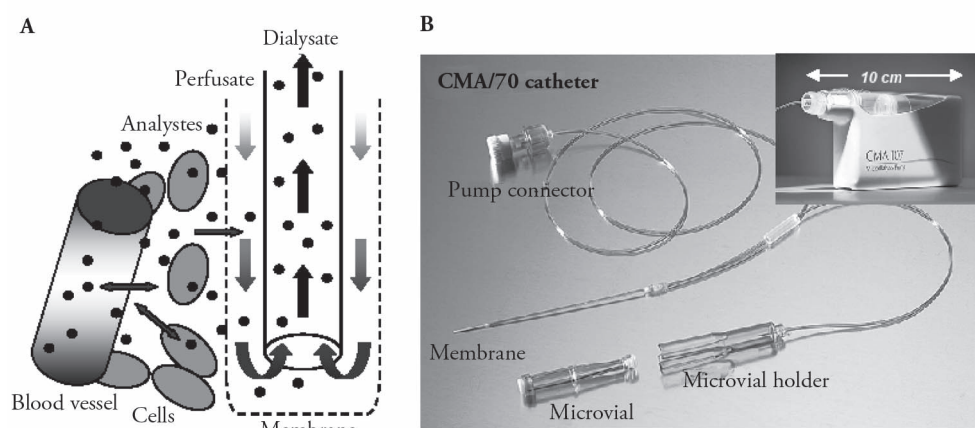 A
Dialysate
Perfusate
Analystes
Blood vessel
Cells
Membrane
B
CMA/70 catheter
10 cm
CMA 107
Pump connector
Membrane
Microvial holder
Microvial